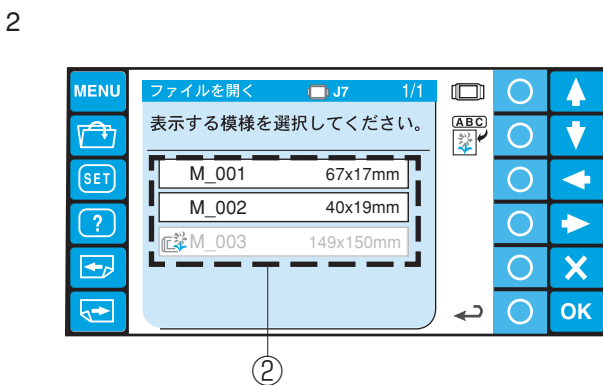 2
MENU
ファイルを開く J7 1/1
表示する模様を選択してください。
ABC
SET
M_001 67x17mm
M_002 40x19mm
?
M_003 149x150mm
OK
②